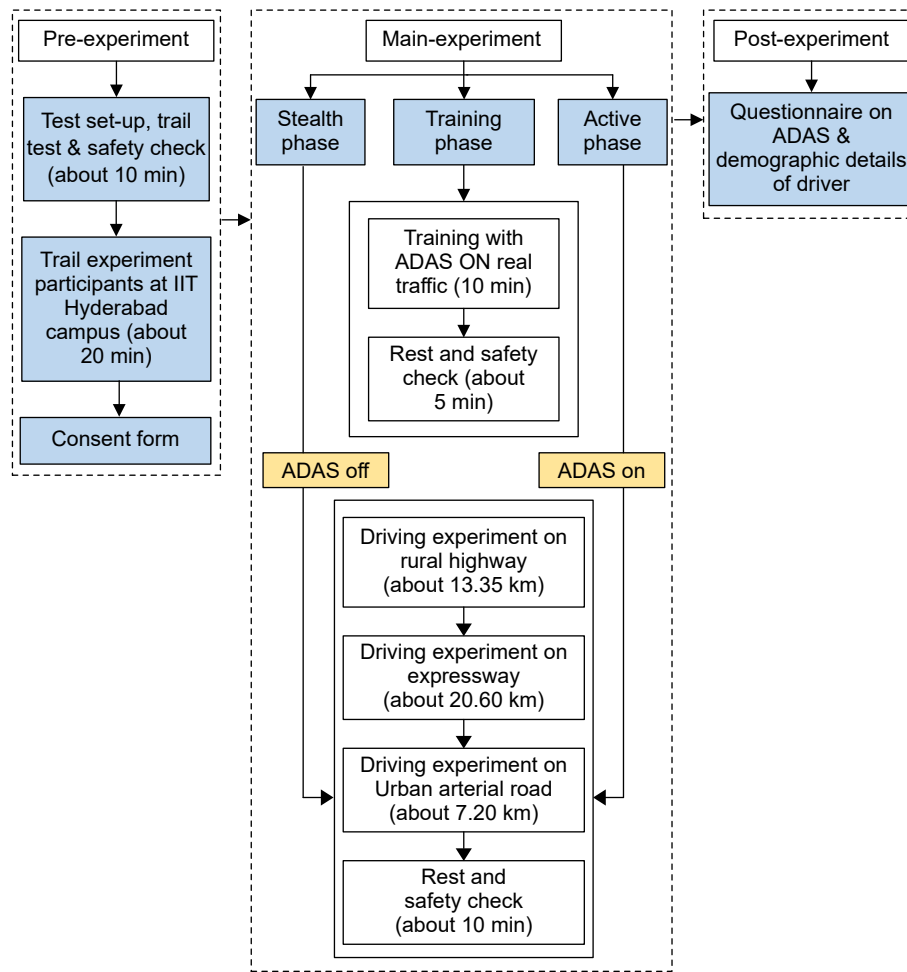 Pre-experiment
Test set-up, trail
test & safety check
(about 10 min)
Trail experiment
participants at IIT
Hyderabad
campus (about
20 min)
Consent form
Main-experiment
Stealth
phase
Training
phase
Active
phase
Training with
ADAS ON real
traffic (10 min)
Rest and safety
check (about
5 min)
ADAS off
ADAS on
Driving experiment on
rural highway
(about 13.35 km)
Driving experiment on
expressway
(about 20.60 km)
Driving experiment on
Urban arterial road
(about 7.20 km)
Rest and
safety check
(about 10 min)
Post-experiment
Questionnaire on
ADAS &
demographic details
of driver